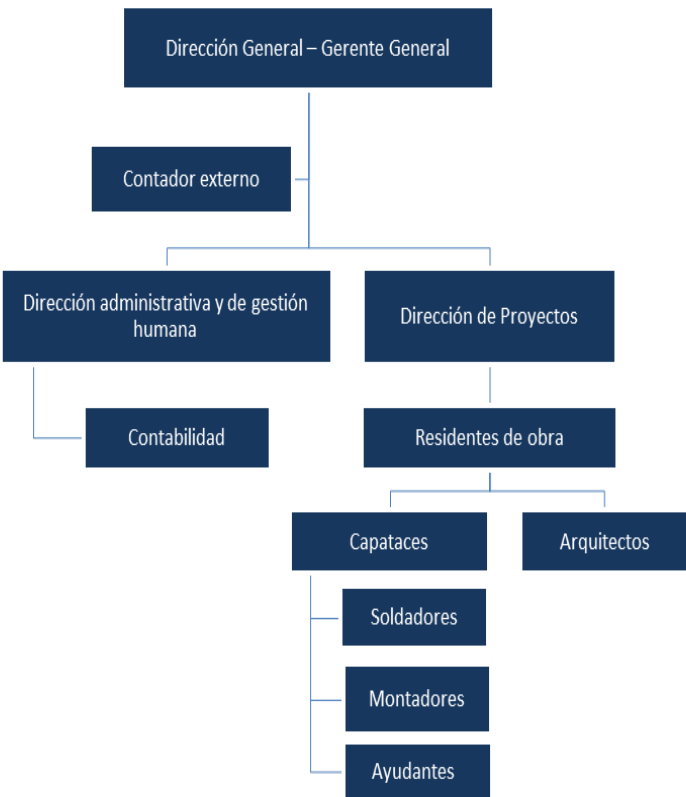 Dirección General – Gerente General
Contador externo
Dirección administrativa y de gestión
humana
Dirección de Proyectos
Contabilidad
Residentes de obra
Capataces
Arquitectos
Soldadores
Montadores
Ayudantes